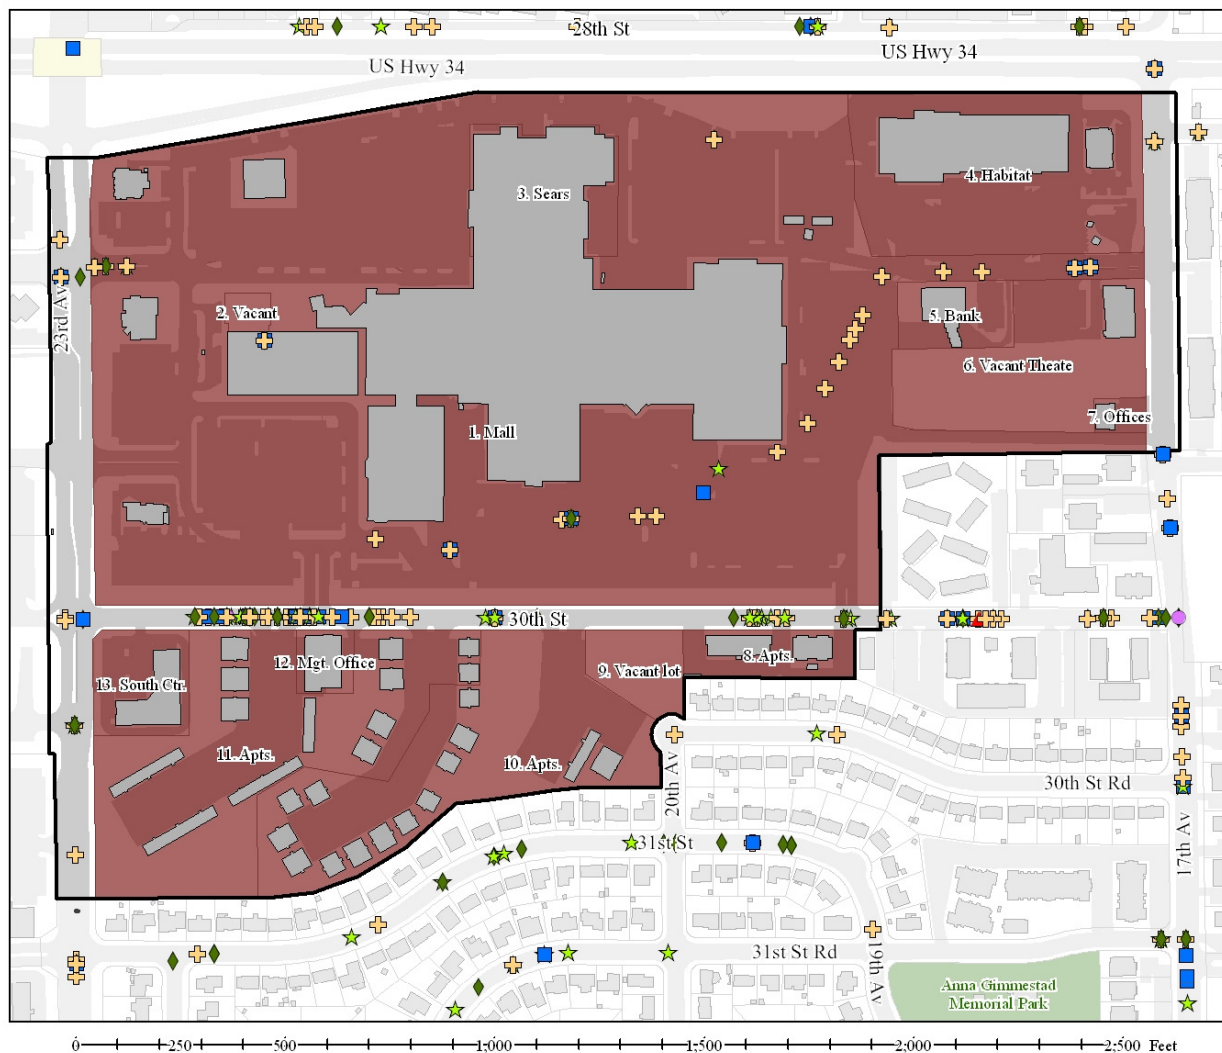 28th St
US Hwy 34
US Hwy 34
4. Habitat
3. Sears
23rd Av
2. Vacant
5. Bank
6. Vacant Theate
7. Offices
1. Mall
30th St
12. Mgt. Office
8. Apts.
9. Vacant lot
13. South Ctr.
11. Apts.
10. Apts.
20th Av
30th St Rd
31st St
17th Av
31st St Rd
19th Av
Anna Gimmestad
Memorial Park
0 250 500 1,000 1,500 2,000 2,500 Feet